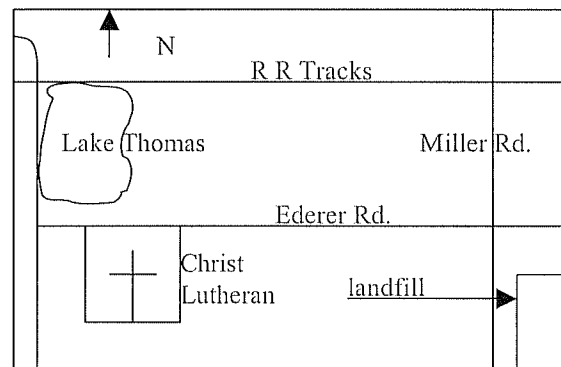 N
R R Tracks
Lake Thomas
Miller Rd.
Ederer Rd.
Christ
Lutheran
landfill